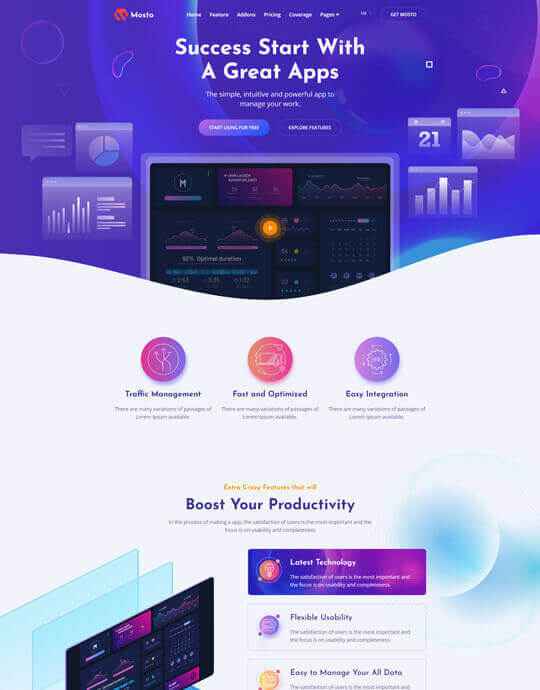 Mosto
Home Feature Addons Pricing Coverage Pages
GET MOSTO
Success Start With
A Great Apps
The simple, intuitive and powerful app to
manage your work.
START USING FOR FREE
EXPLORE FEATURES
21
92% Optimal duration
Traffic Management
There are many variations of passages of
Lorem Ipsum available.
Fast and Optimized
There are many variations of passages of
Lorem Ipsum available.
Easy Integration
There are many variations of passages of
Lorem Ipsum available.
Extra Crazy Features that will
Boost Your Productivity
In the process of making a app, the satisfaction of users is the most important and the
focus is on usability and completeness.
Latest Technology
The satisfaction of users is the most important and
the focus is on usability and completeness.
Flexible Usability
The satisfaction of users is the most important and
the focus is on usability and completeness.
Easy to Manage Your All Data
The satisfaction of users is the most important and